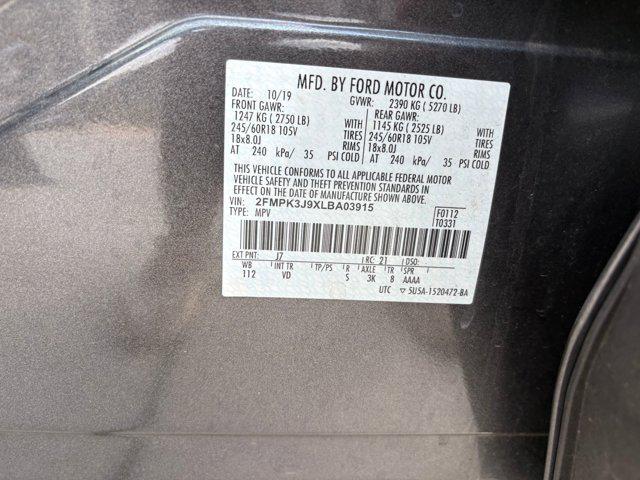 MFD. BY FORD MOTOR CO.
DATE: 10/19 GVWR: 2390 KG ( 5270 LB)
FRONT GAWR: REAR GAWR:
1247 KG ( 2750 LB) WITH 1145 KG ( 2525 LB) WITH
245/60R18 105V TIRES 245/60R18 105V TIRES
18x8.0J RIMS 18x8.0J RIMS
AT 240 kPa/ 35 PSI COLD AT 240 kPa/ 35 PSI COLD
THIS VEHICLE CONFORMS TO ALL APPLICABLE FEDERAL MOTOR
VEHICLE SAFETY AND THEFT PREVENTION STANDARDS IN
EFFECT ON THE DATE OF MANUFACTURE SHOWN ABOVE.
VIN: 2FMPK3J9XLBA03915
TYPE: MPV
F0112
T0331
EXT PNT: J7 RC: 21 DSO:
WB INT TR TP/PS R AXLE TR SPR
112 VD S 3K 8 AAAA
UTC ▽ 5U5A-1520472-BA